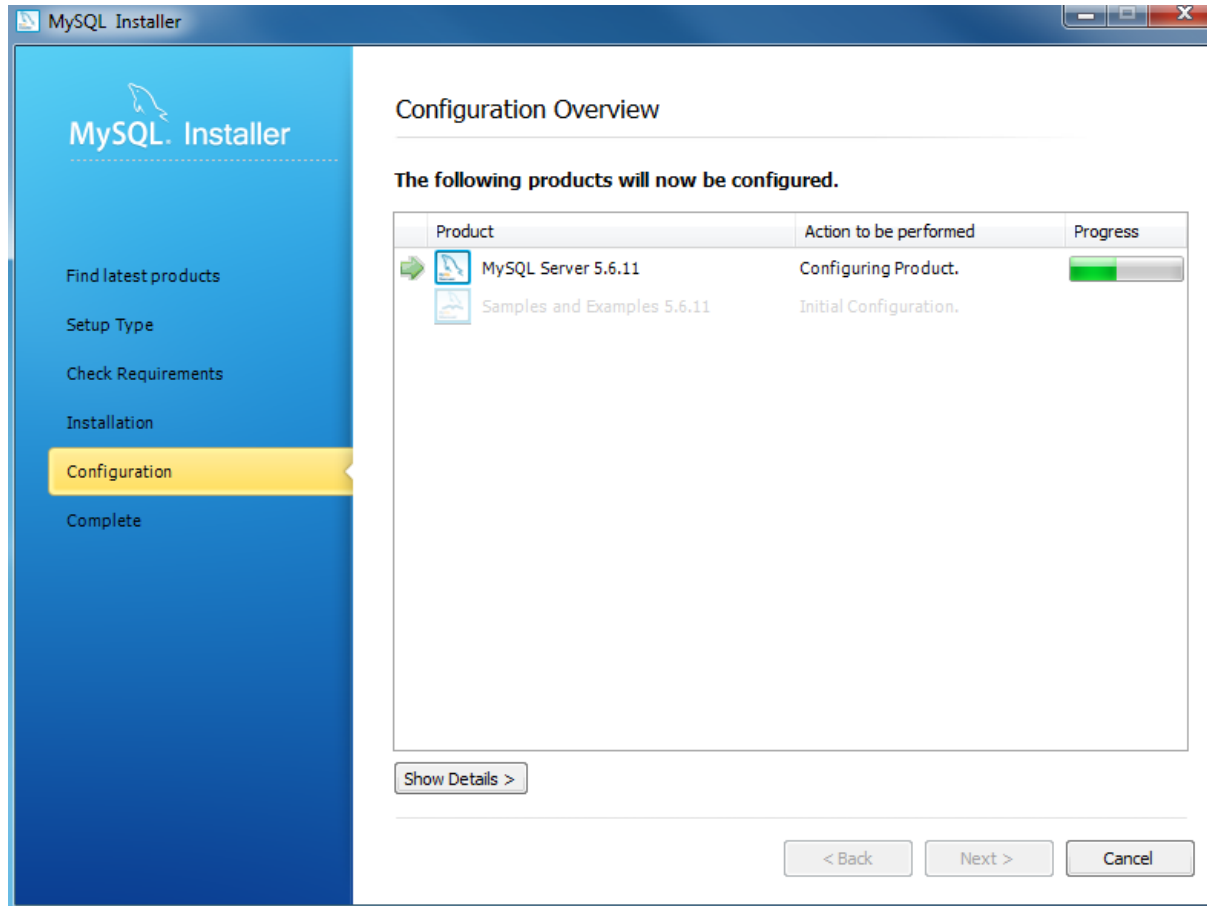 MySQL Installer
MySQL. Installer
Find latest products
Setup Type
Check Requirements
Installation
Configuration
Complete
Configuration Overview
The following products will now be configured.
Product Action to be performed Progress
MySQL Server 5.6.11 Configuring Product.
Samples and Examples 5.6.11 Initial Configuration.
Show Details >
< Back Next > Cancel